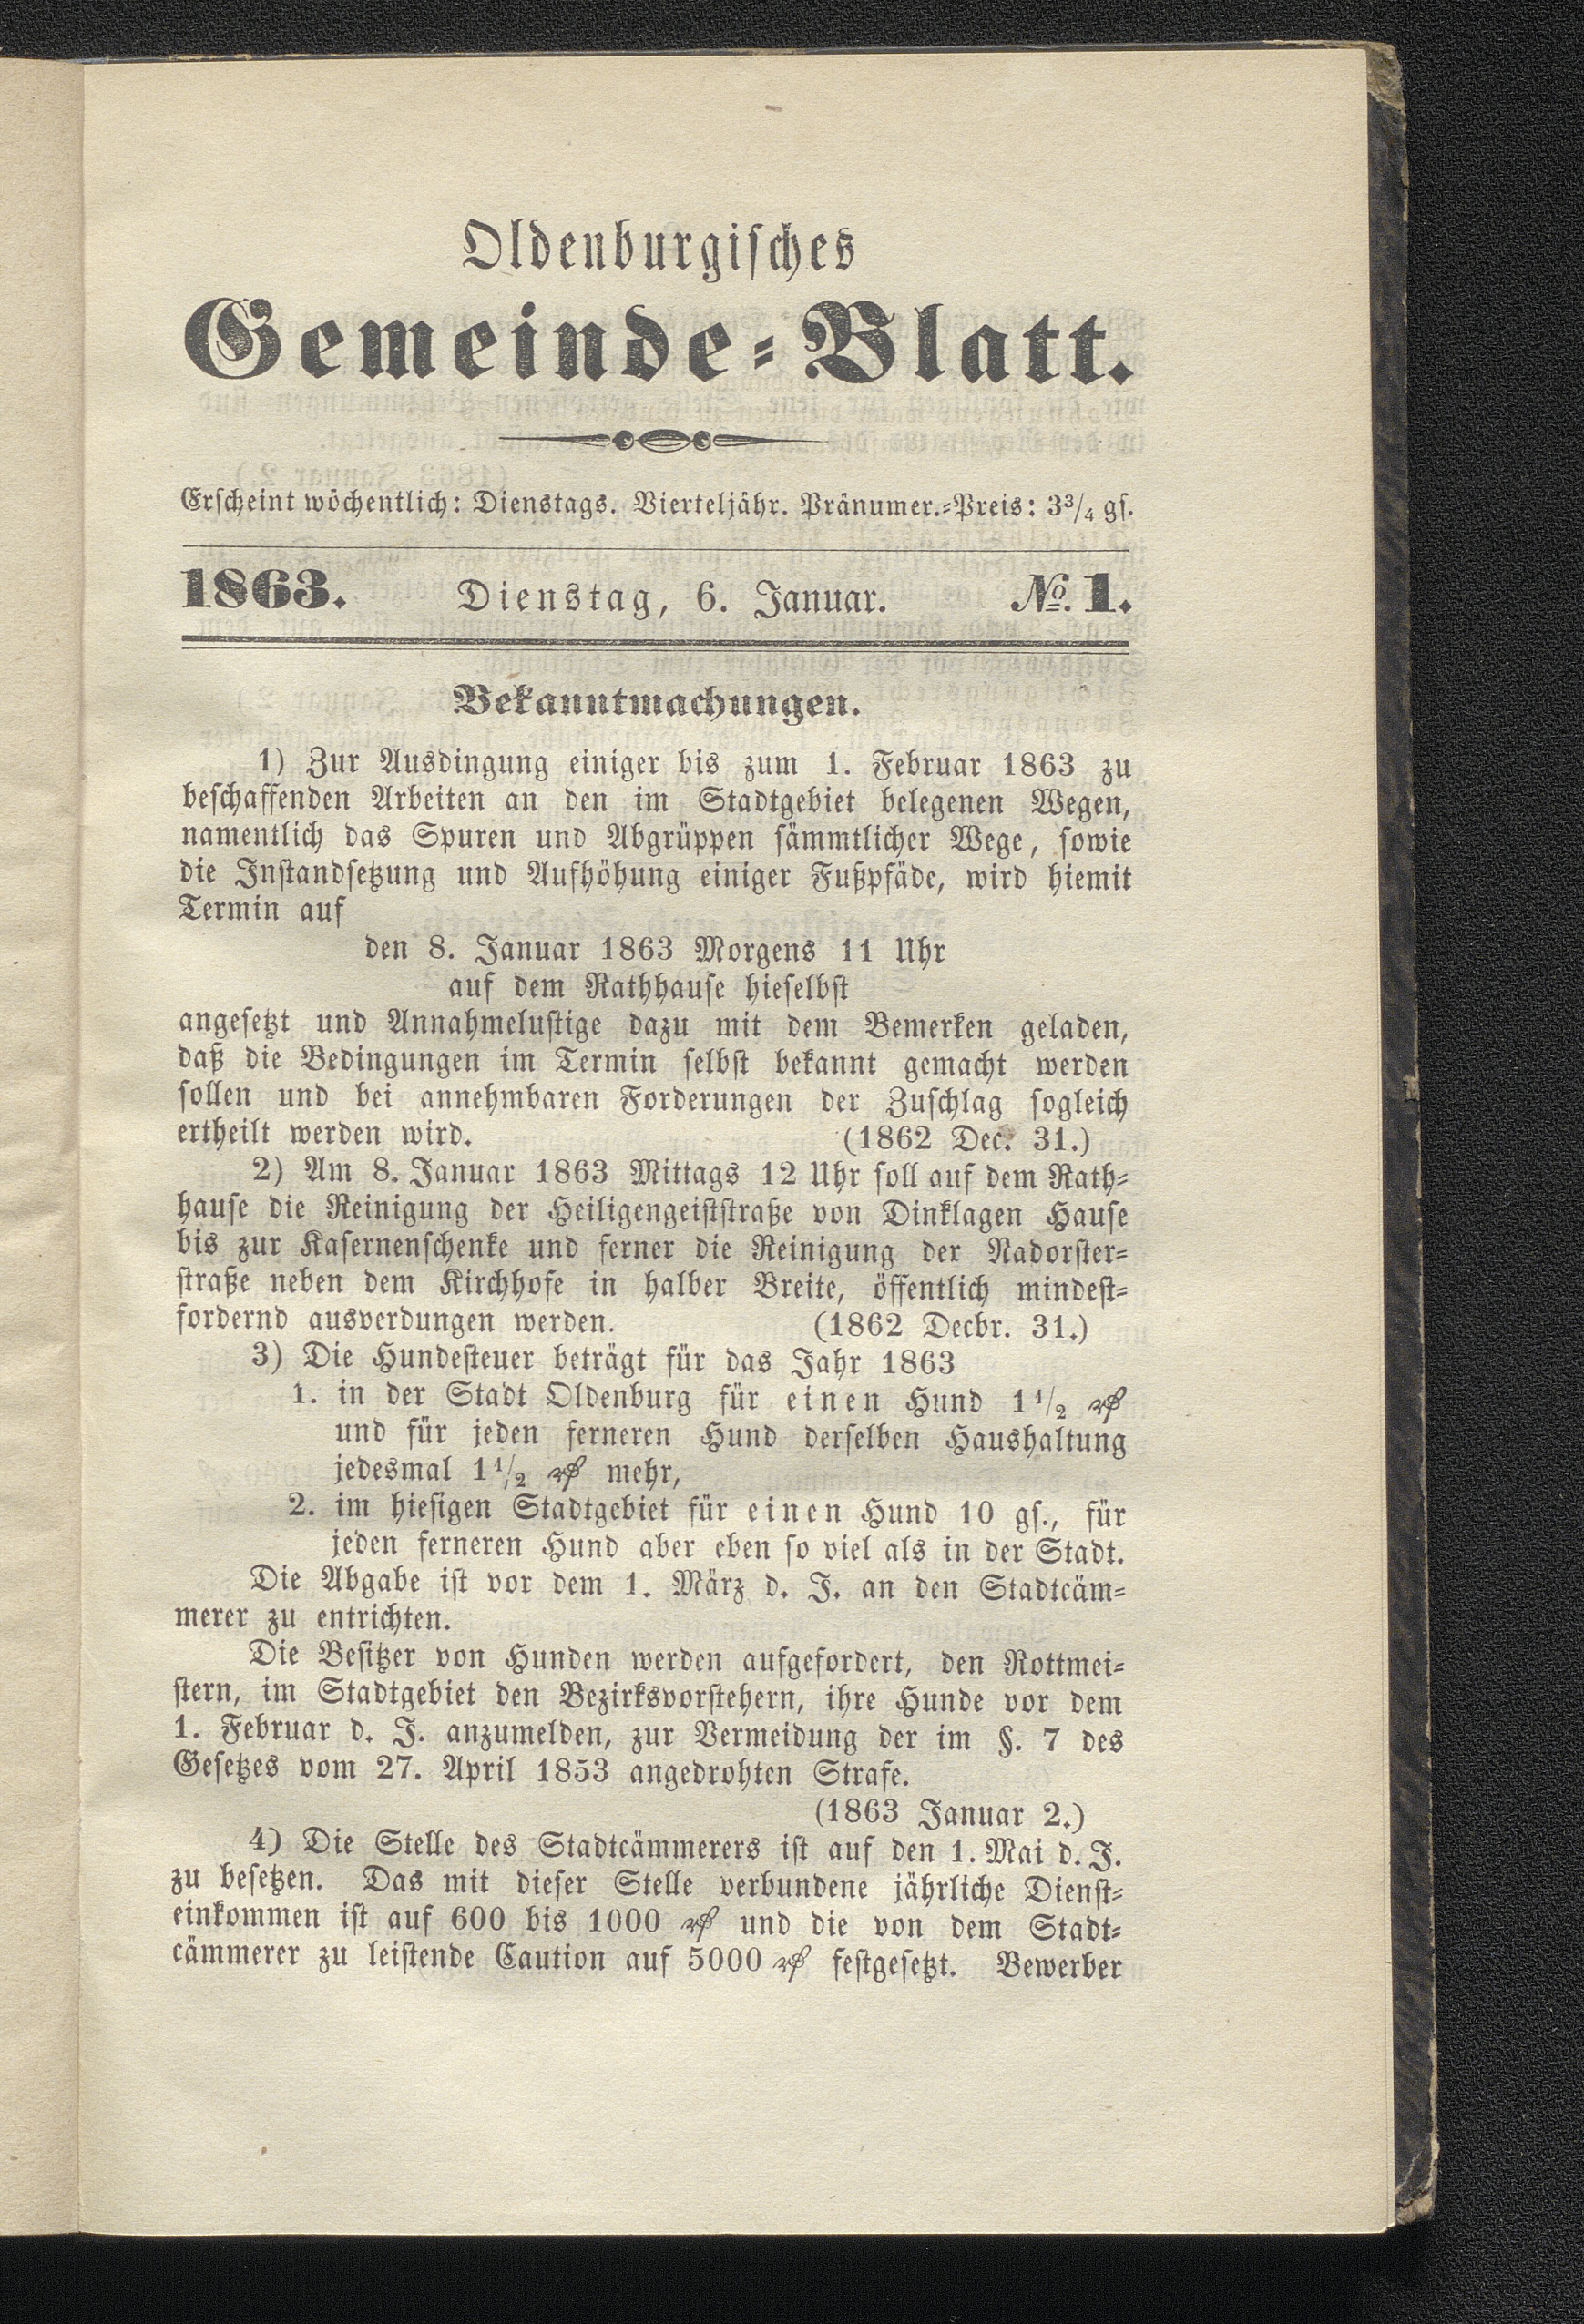 Oldenburgisches
Gemeinde-Blatt.
Erscheint wöchentlich: Dienstags. Vierteljähr. Pränumer.-Preis: 3 3/4 gs.
1863. Dienstag, 6. Januar. No. 1.
Bekanntmachungen.
1) Zur Ausdingung einiger bis zum 1. Februar 1863 zu
beschaffenden Arbeiten an den im Stadtgebiet belegenen Wegen,
namentlich das Spuren und Abgrüppen sämmtlicher Wege, sowie
die Instandsetzung und Aufhöhung einiger Fußpfäde, wird hiemit
Termin auf
den 8. Januar 1863 Morgens 11 Uhr
auf dem Rathhause hieselbst
angesetzt und Annahmelustige dazu mit dem Bemerken geladen,
daß die Bedingungen im Termin selbst bekannt gemacht werden
sollen und bei annehmbaren Forderungen der Zuschlag sogleich
ertheilt werden wird. (1862 Dec. 31.)
2) Am 8. Januar 1863 Mittags 12 Uhr soll auf dem Rath-
hause die Reinigung der Heiligengeiststraße von Dinklagen Hause
bis zur Kasernenschenke und ferner die Reinigung der Nadorster-
straße neben dem Kirchhofe in halber Breite, öffentlich mindest-
fordernd ausverdungen werden. (1862 Decbr. 31.)
3) Die Hundesteuer beträgt für das Jahr 1863
1. in der Stadt Oldenburg für einen Hund 1 1/2 ₰
und für jeden ferneren Hund derselben Haushaltung
jedesmal 1 1/2 ₰ mehr,
2. im hiesigen Stadtgebiet für einen Hund 10 gs., für
jeden ferneren Hund aber eben so viel als in der Stadt.
Die Abgabe ist vor dem 1. März d. J. an den Stadtcäm-
merer zu entrichten.
Die Besitzer von Hunden werden aufgefordert, den Rottmei-
stern, im Stadtgebiet den Bezirksvorstehern, ihre Hunde vor dem
1. Februar d. J. anzumelden, zur Vermeidung der im §. 7 des
Gesetzes vom 27. April 1853 angedrohten Strafe.
(1863 Januar 2.)
4) Die Stelle des Stadtcämmerers ist auf den 1. Mai d. J.
zu besetzen. Das mit dieser Stelle verbundene jährliche Dienst-
einkommen ist auf 600 bis 1000 ₰ und die von dem Stadt-
cämmerer zu leistende Caution auf 5000 ₰ festgesetzt. Bewerber